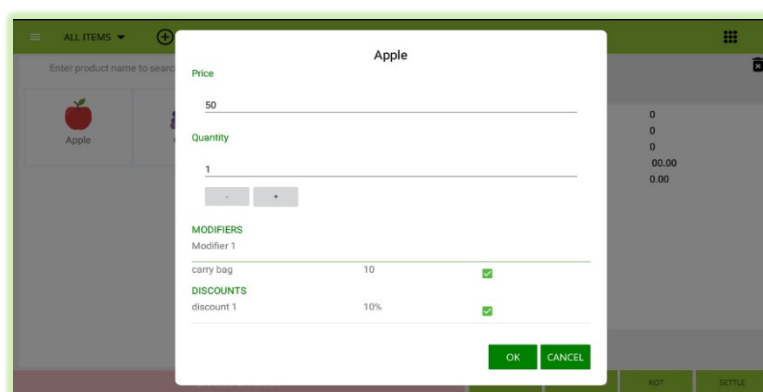 ALL ITEMS
Enter product name to searc
Apple
Apple
Price
50
Quantity
1
- +
MODIFIERS
Modifier 1
carry bag 10
DISCOUNTS
discount 1 10%
OK CANCEL
0
0
0
00.00
0.00
KOT SETTLE